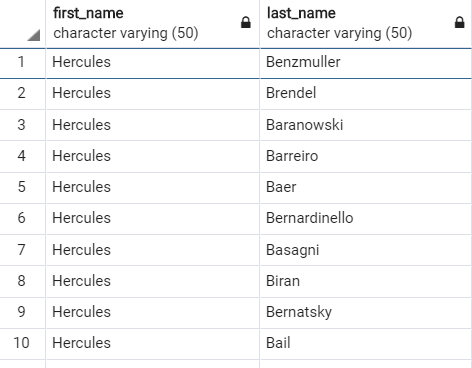 first_name last_name
character varying (50) character varying (50)
1 Hercules Benzmuller
2 Hercules Brendel
3 Hercules Baranowski
4 Hercules Barreiro
5 Hercules Baer
6 Hercules Bernardinello
7 Hercules Basagni
8 Hercules Biran
9 Hercules Bernatsky
10 Hercules Bail